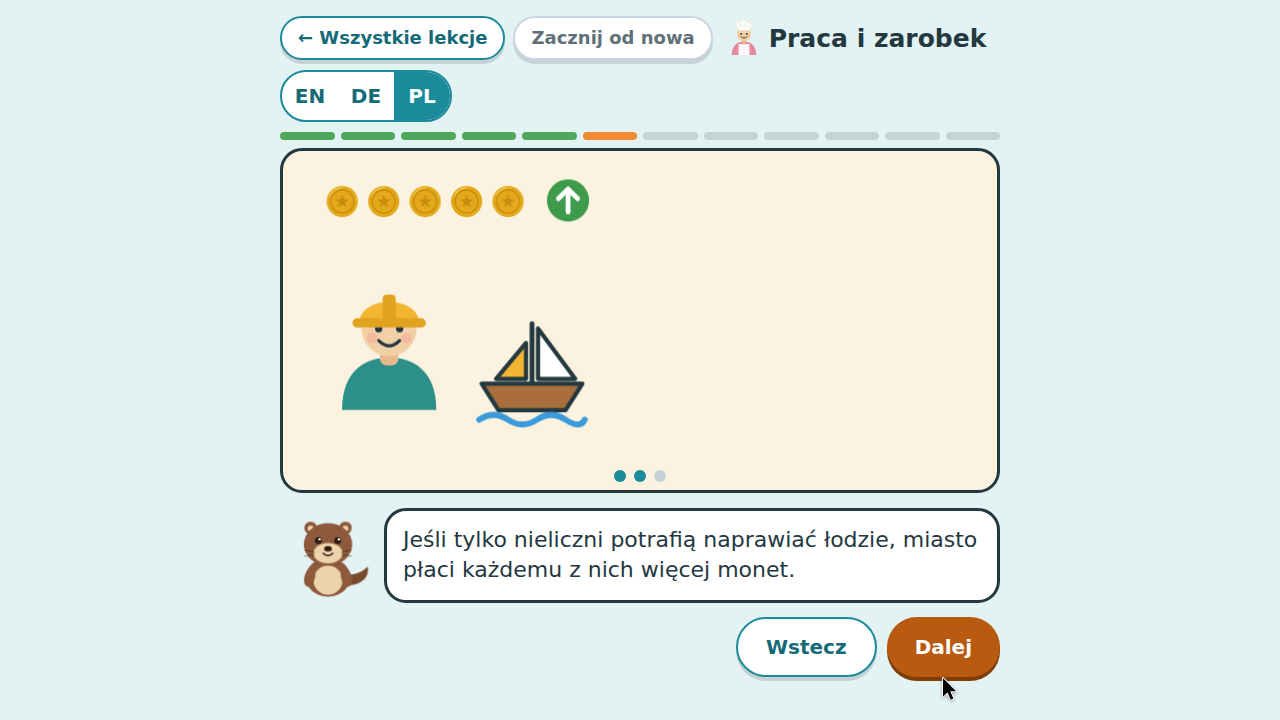 ← Wszystkie lekcje
Zacznij od nowa
Praca i zarobek
EN DE PL
Jeśli tylko nieliczni potrafią naprawiać łodzie, miasto
płaci każdemu z nich więcej monet.
Wstecz
Dalej